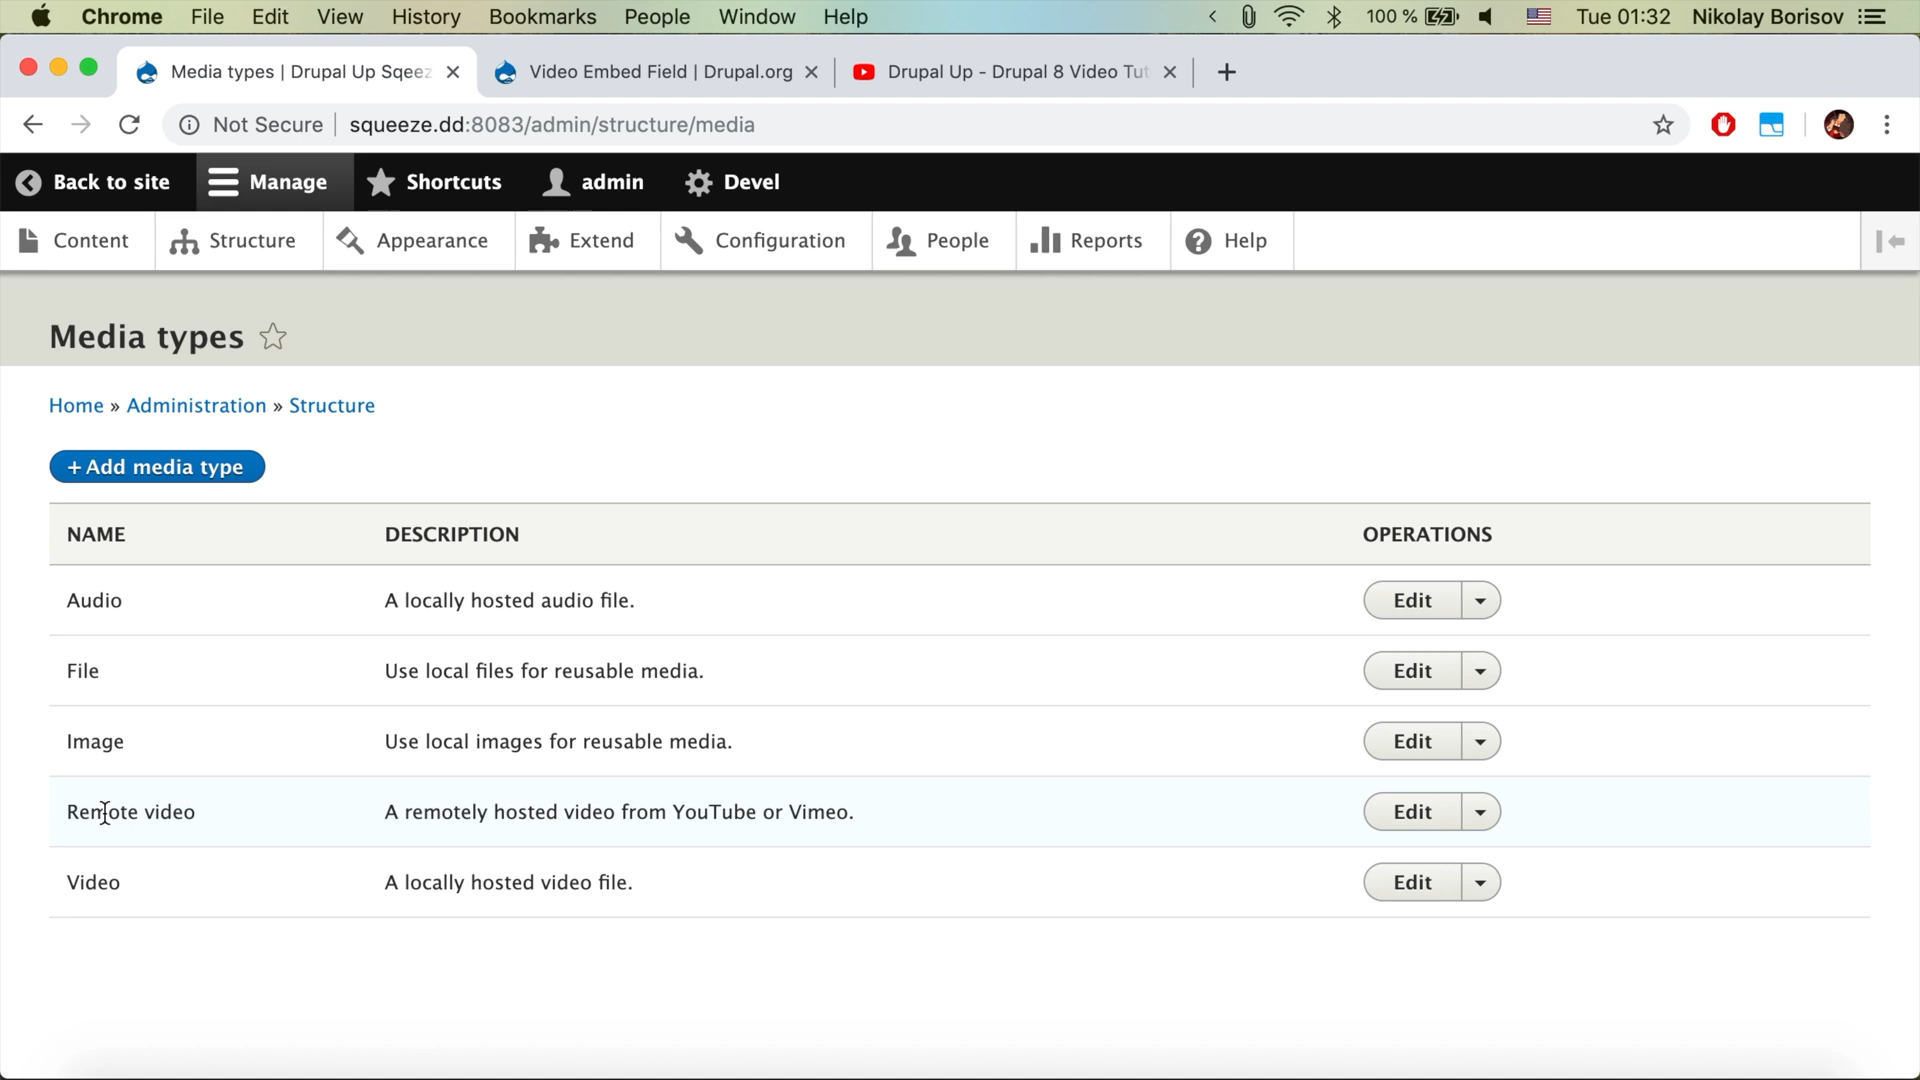 Chrome File Edit View History Bookmarks People Window Help 100 % Tue 01:32 Nikolay Borisov
Media types | Drupal Up Sqeez Video Embed Field | Drupal.org Drupal Up - Drupal 8 Video Tut
Not Secure squeeze.dd:8083/admin/structure/media
Back to site Manage Shortcuts admin Devel
Content Structure Appearance Extend Configuration People Reports Help
Media types
Home » Administration » Structure
+ Add media type
NAME DESCRIPTION OPERATIONS
Audio A locally hosted audio file. Edit
File Use local files for reusable media. Edit
Image Use local images for reusable media. Edit
Remote video A remotely hosted video from YouTube or Vimeo. Edit
Video A locally hosted video file. Edit